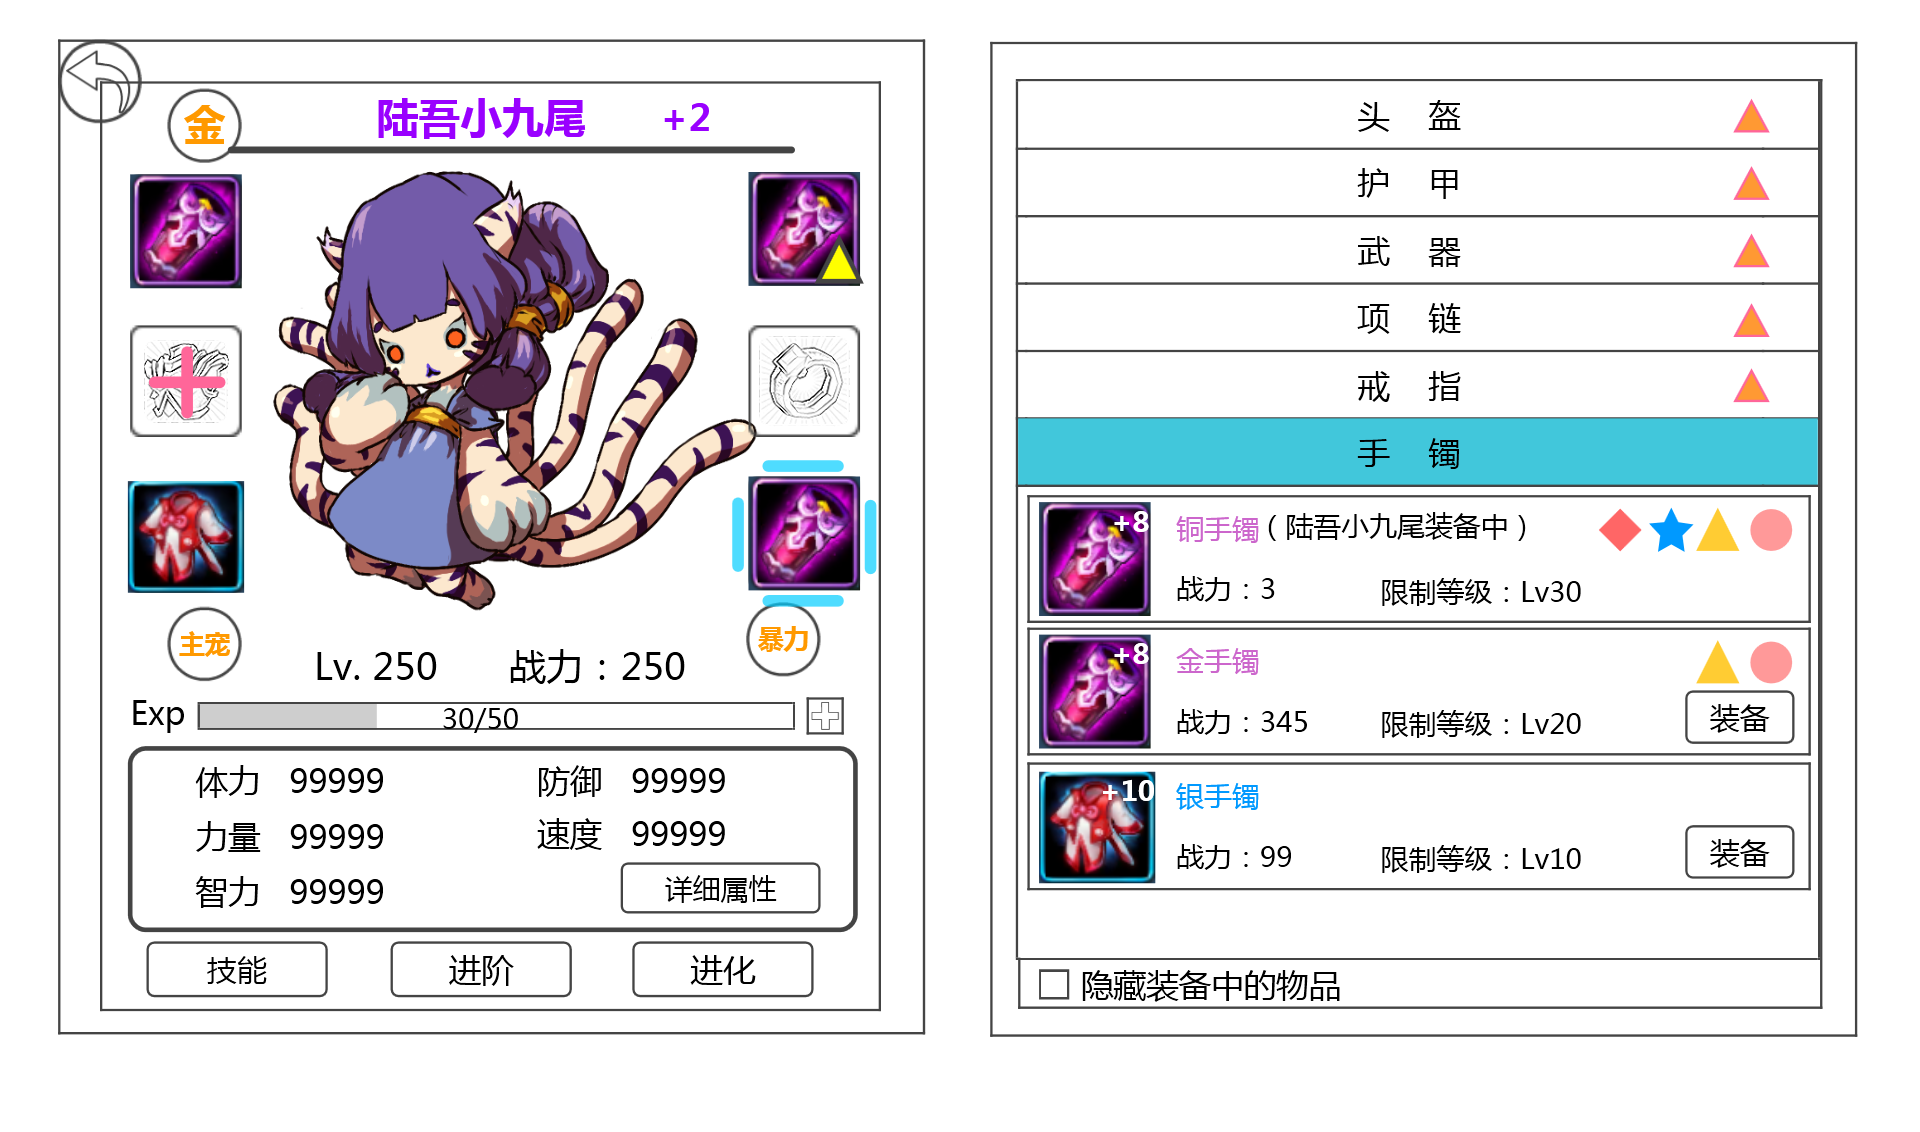 金
陆吾小九尾 +2
主宠
暴力
Lv. 250 战力：250
Exp 30/50
体力 99999 防御 99999
力量 99999 速度 99999
智力 99999 详细属性
技能 进阶 进化
头 盔
护 甲
武 器
项 链
戒 指
手 镯
+8 铜手镯（陆吾小九尾装备中）
战力：3 限制等级：Lv30
+8 金手镯
战力：345 限制等级：Lv20 装备
+10 银手镯
战力：99 限制等级：Lv10 装备
隐藏装备中的物品